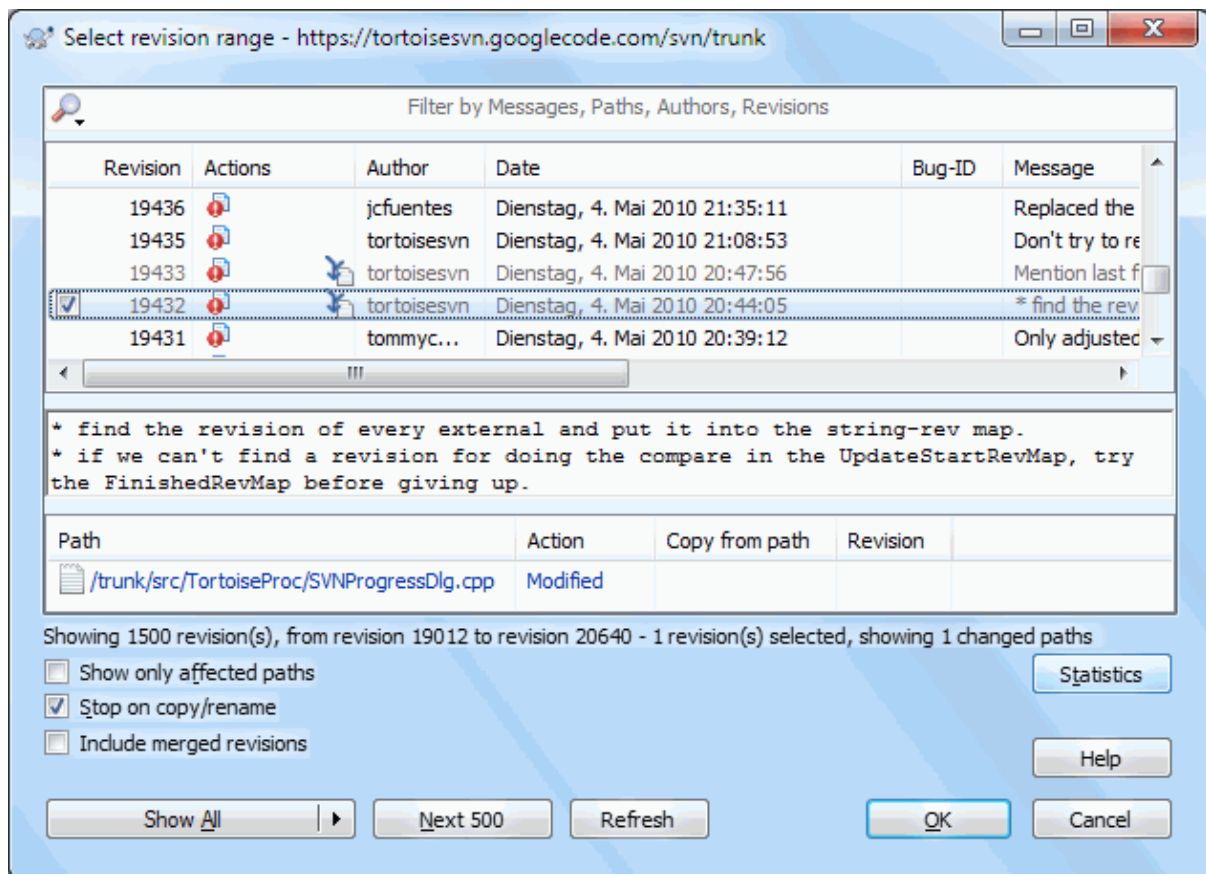 Select revision range - https://tortoisesvn.googlecode.com/svn/trunk
Filter by Messages, Paths, Authors, Revisions
Revision Actions Author Date Bug-ID Message
19436 jcfuentes Dienstag, 4. Mai 2010 21:35:11 Replaced the
19435 tortoisesvn Dienstag, 4. Mai 2010 21:08:53 Don't try to re
19433 tortoisesvn Dienstag, 4. Mai 2010 20:47:56 Mention last f
19432 tortoisesvn Dienstag, 4. Mai 2010 20:44:05 * find the rev
19431 tommyc... Dienstag, 4. Mai 2010 20:39:12 Only adjusted
* find the revision of every external and put it into the string-rev map.
* if we can't find a revision for doing the compare in the UpdateStartRevMap, try
the FinishedRevMap before giving up.
Path Action Copy from path Revision
/trunk/src/TortoiseProc/SVNProgressDlg.cpp Modified
Showing 1500 revision(s), from revision 19012 to revision 20640 - 1 revision(s) selected, showing 1 changed paths
Show only affected paths
Statistics
Stop on copy/rename
Include merged revisions
Help
Show All Next 500 Refresh OK Cancel